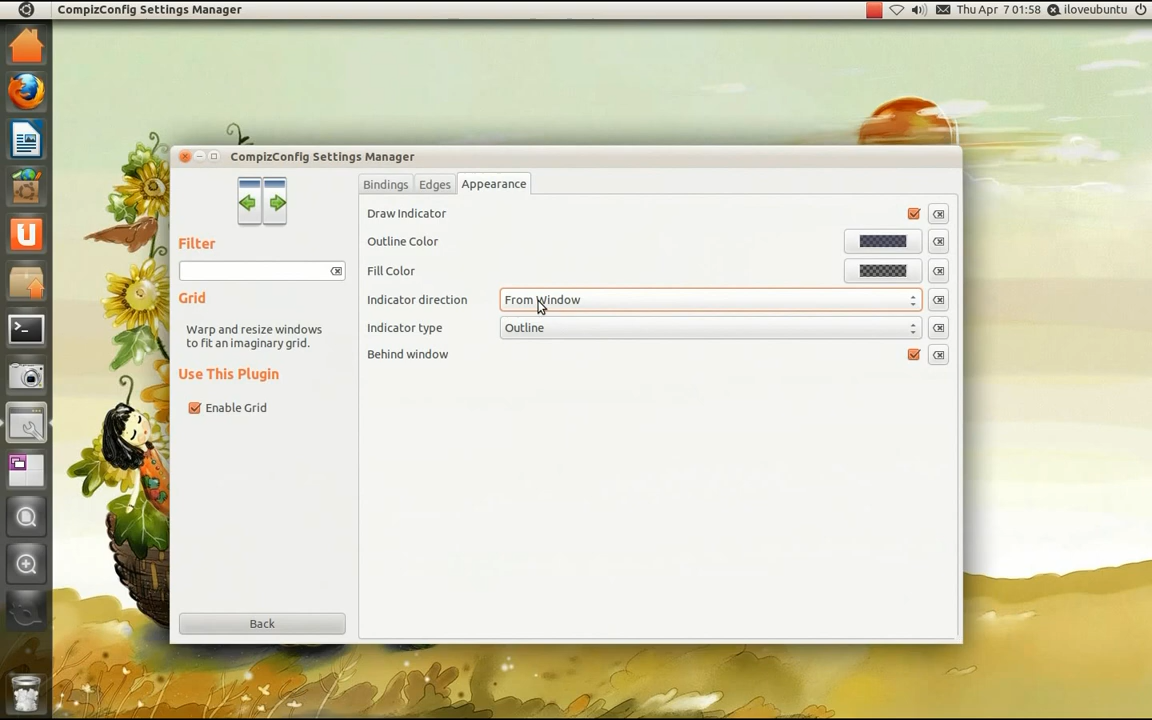 CompizConfig Settings Manager
Thu Apr 7 01:58 iloveubuntu
CompizConfig Settings Manager
Bindings Edges Appearance
Filter
Grid
Warp and resize windows
to fit an imaginary grid.
Use This Plugin
Enable Grid
Back
Draw Indicator
Outline Color
Fill Color
Indicator direction From Window
Indicator type Outline
Behind window